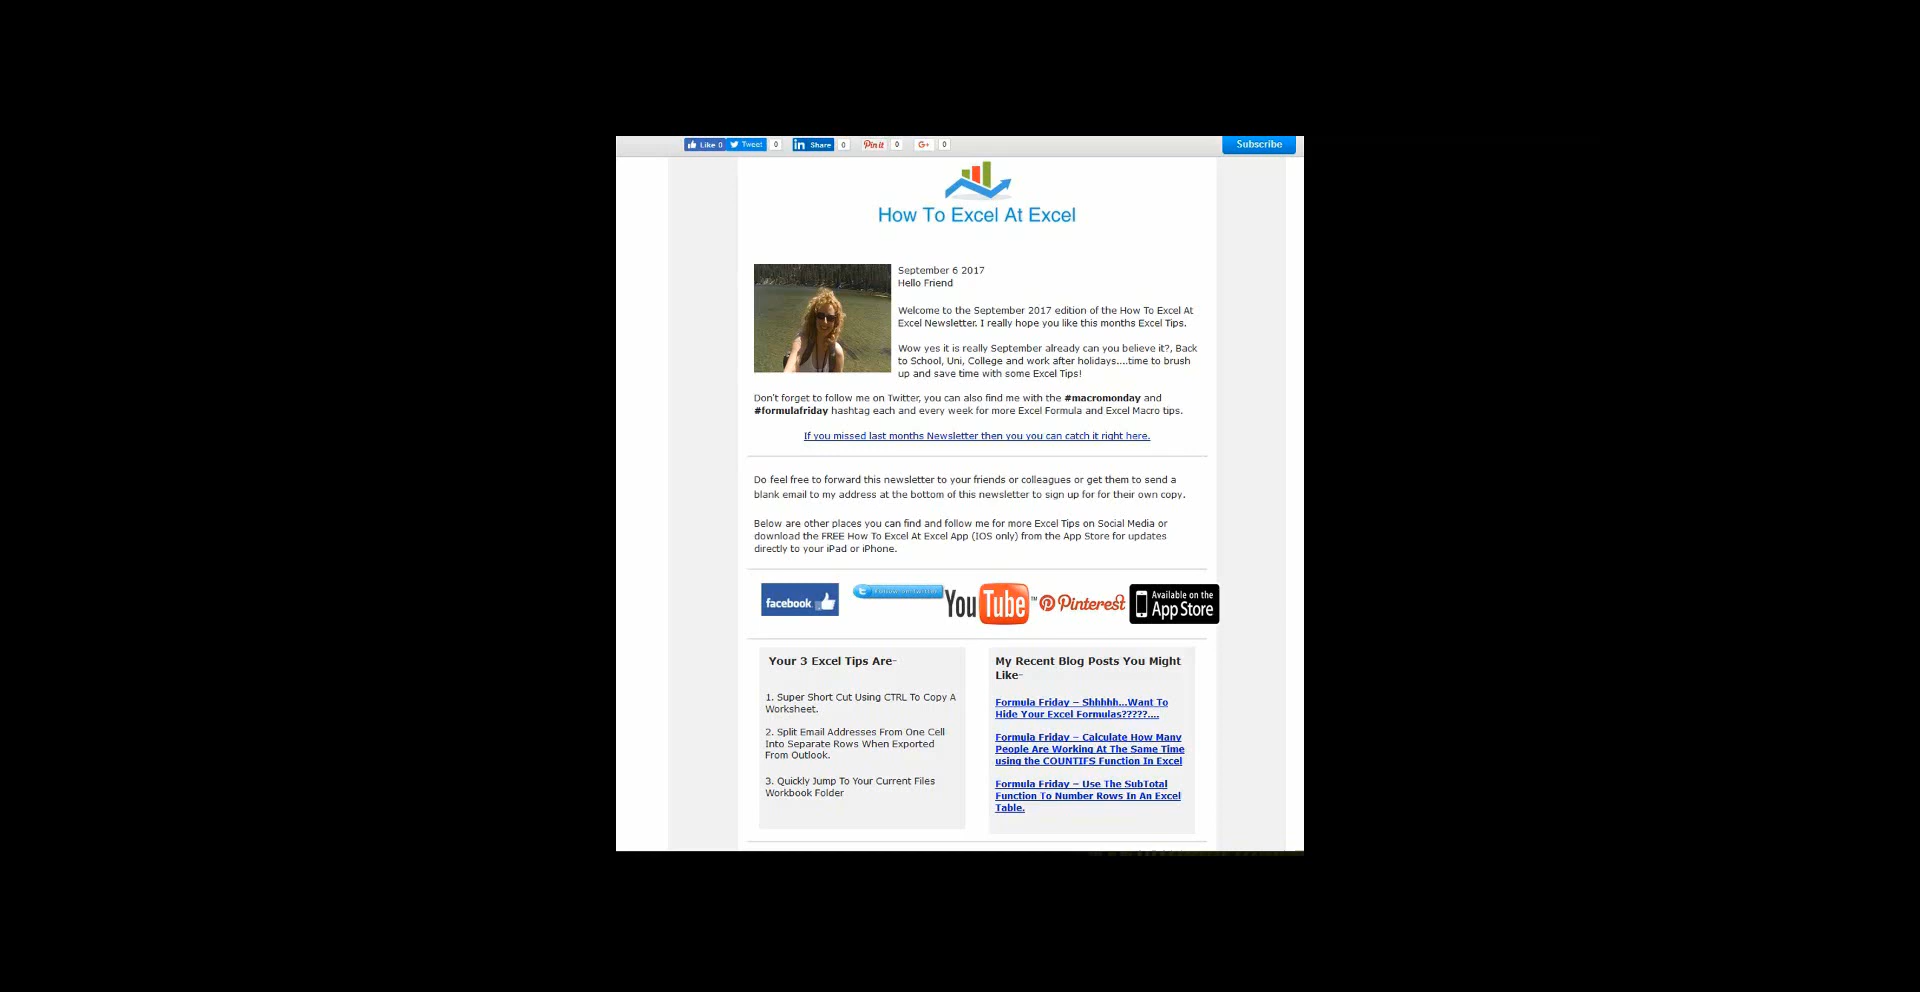 Like 0 Tweet 0 in Share 0 Pin it 0 G+ 0 Subscribe
How To Excel At Excel
September 6 2017
Hello Friend
Welcome to the September 2017 edition of the How To Excel At
Excel Newsletter. I really hope you like this months Excel Tips.
Wow yes it is really September already can you believe it?, Back
to School, Uni, College and work after holidays....time to brush
up and save time with some Excel Tips!
Don't forget to follow me on Twitter, you can also find me with the #macromonday and
#formulafriday hashtag each and every week for more Excel Formula and Excel Macro tips.
If you missed last months Newsletter then you you can catch it right here.
Do feel free to forward this newsletter to your friends or colleagues or get them to send a
blank email to my address at the bottom of this newsletter to sign up for for their own copy.
Below are other places you can find and follow me for more Excel Tips on Social Media or
download the FREE How To Excel At Excel App (IOS only) from the App Store for updates
directly to your iPad or iPhone.
facebook
Follow on Twitter
YouTube™
Pinterest
Available on the
App Store
Your 3 Excel Tips Are-
1. Super Short Cut Using CTRL To Copy A
Worksheet.
2. Split Email Addresses From One Cell
Into Separate Rows When Exported
From Outlook.
3. Quickly Jump To Your Current Files
Workbook Folder
My Recent Blog Posts You Might
Like-
Formula Friday – Shhhhh...Want To
Hide Your Excel Formulas?????....
Formula Friday – Calculate How Many
People Are Working At The Same Time
using the COUNTIFS Function In Excel
Formula Friday – Use The SubTotal
Function To Number Rows In An Excel
Table.